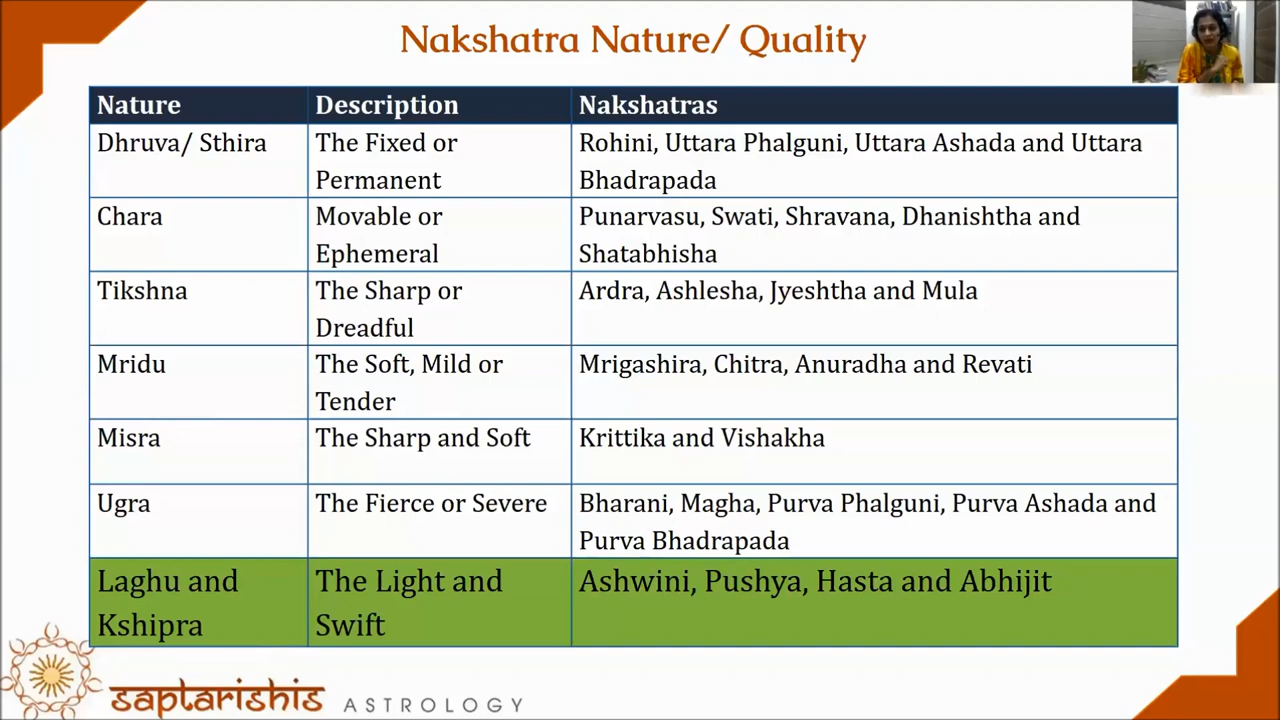 Nakshatra Nature/ Quality
Nature Description Nakshatras
Dhruva/ Sthira The Fixed or Rohini, Uttara Phalguni, Uttara Ashada and Uttara
Permanent Bhadrapada
Chara Movable or Punarvasu, Swati, Shravana, Dhanishtha and
Ephemeral Shatabhisha
Tikshna The Sharp or Ardra, Ashlesha, Jyeshtha and Mula
Dreadful
Mridu The Soft, Mild or Mrigashira, Chitra, Anuradha and Revati
Tender
Misra The Sharp and Soft Krittika and Vishakha
Ugra The Fierce or Severe Bharani, Magha, Purva Phalguni, Purva Ashada and
Purva Bhadrapada
Laghu and The Light and Ashwini, Pushya, Hasta and Abhijit
Kshipra Swift
saptarishis ASTROLOGY